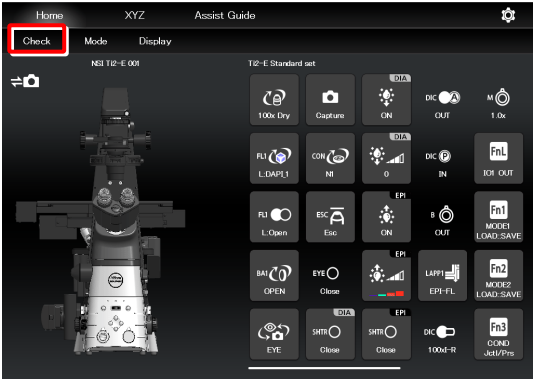 Home XYZ Assist Guide
Check Mode Display
NSI Ti2-E 001 Ti2-E Standard set
100x Dry
Capture
DIA
ON
DIC A
OUT
M
1.0x
FL1
L:DAPI_1
CON
N1
DIA
0
DIC P
IN
FnL
IO1 OUT
FL1
L:Open
ESC
Esc
EPI
ON
B
OUT
Fn1
MODE1
LOAD:SAVE
BA1
OPEN
EYE
Close
EPI
LAPP1
EPI-FL
Fn2
MODE2
LOAD:SAVE
EYE
DIA
SHTR
Close
EPI
SHTR
Close
DIC
100xI-R
Fn3
COND
Jctl/Prs